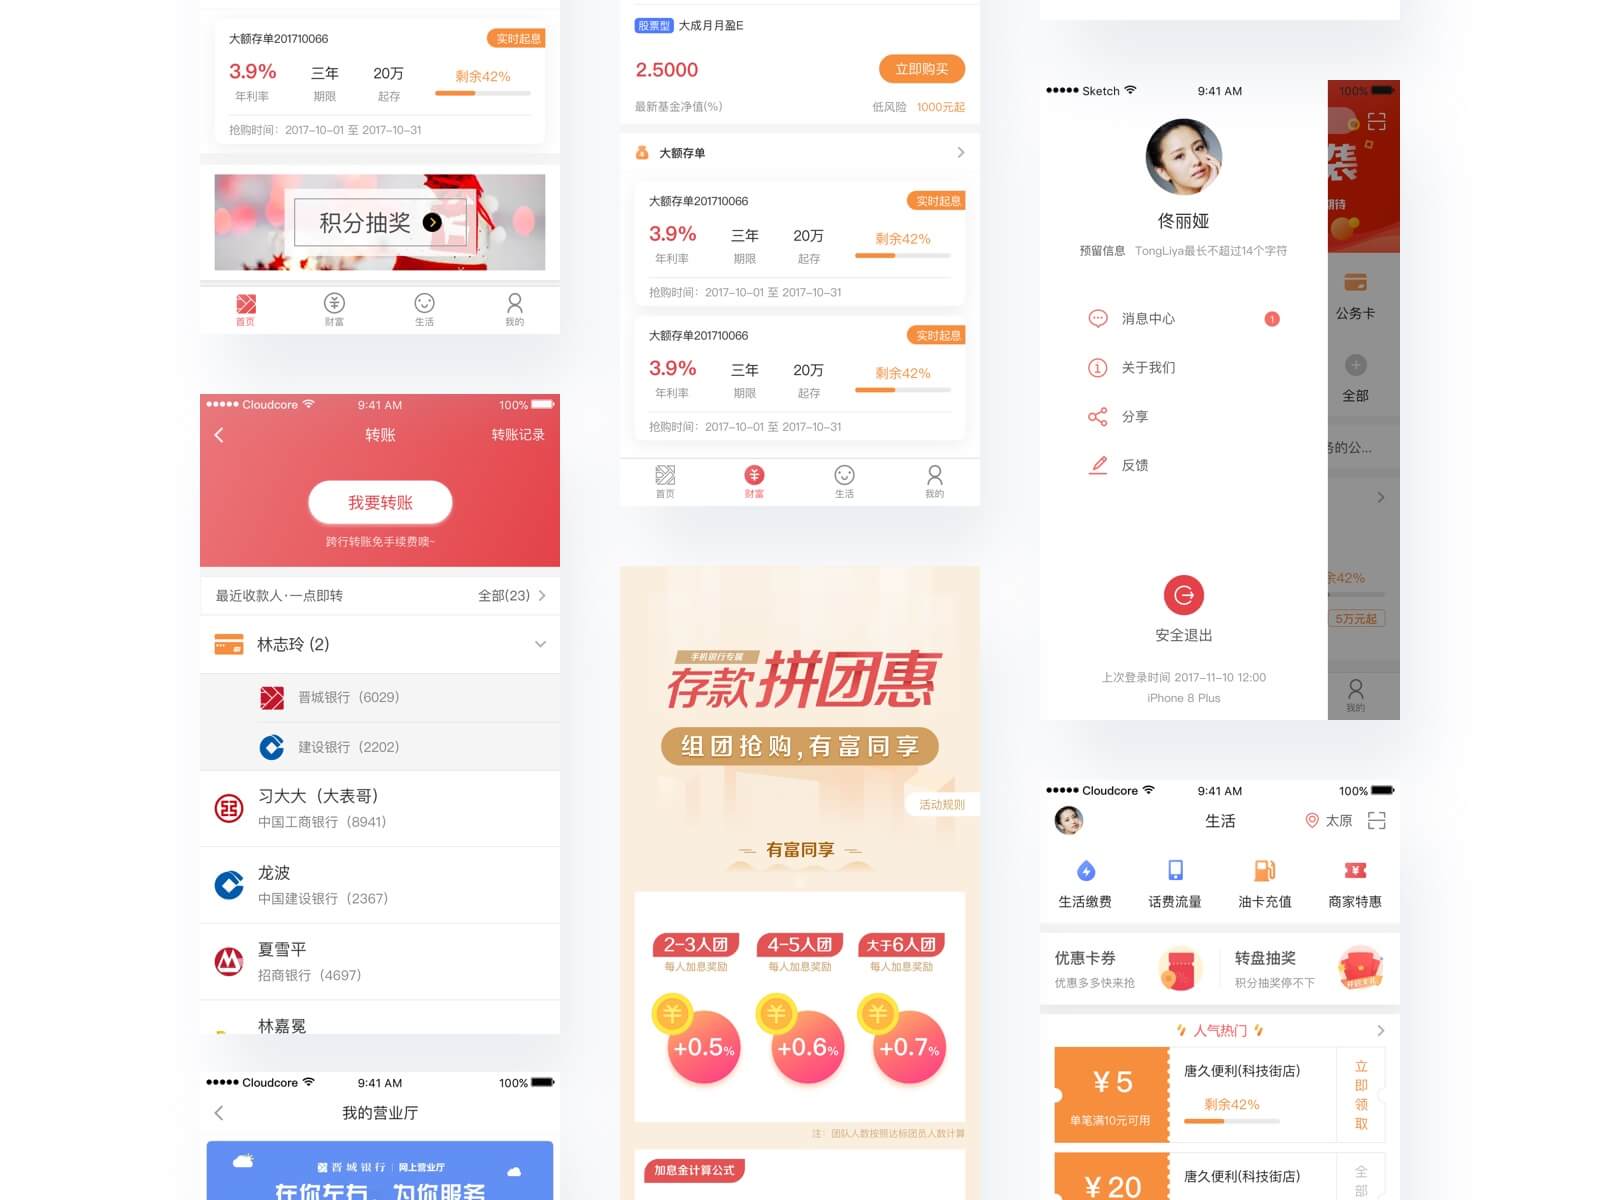 大额存单201710066
实时起息
3.9%
三年
20万
剩余42%
年利率
期限
起存
抢购时间：2017-10-01 至 2017-10-31
积分抽奖
首页
财富
生活
我的
Cloudcore
9:41 AM
100%
转账
转账记录
我要转账
跨行转账免手续费噢~
最近收款人·一点即转
全部(23)
林志玲 (2)
晋城银行（6029）
建设银行（2202）
习大大（大表哥）
中国工商银行（8941）
龙波
中国建设银行（2367）
夏雪平
招商银行（4697）
林嘉冕
Cloudcore
9:41 AM
100%
我的营业厅
晋城银行 | 网上营业厅
在你左右，为你服务
股票型 大成月月盈E
2.5000
立即购买
最新基金净值(%)
低风险 1000元起
大额存单
大额存单201710066
实时起息
3.9%
三年
20万
剩余42%
年利率
期限
起存
抢购时间：2017-10-01 至 2017-10-31
大额存单201710066
实时起息
3.9%
三年
20万
剩余42%
年利率
期限
起存
抢购时间：2017-10-01 至 2017-10-31
首页
财富
生活
我的
手机银行专属
存款拼团惠
组团抢购,有富同享
活动规则
有富同享
2-3人团
4-5人团
大于6人团
每人加息奖励
每人加息奖励
每人加息奖励
+0.5%
+0.6%
+0.7%
注：团队人数按照达标团员人数计算
加息金计算公式
Sketch
9:41 AM
100%
佟丽娅
预留信息 TongLiya最长不超过14个字符
消息中心
1
关于我们
分享
反馈
安全退出
上次登录时间 2017-11-10 12:00
iPhone 8 Plus
装
期待
公务卡
全部
务的公...
余42%
5万元起
我的
Cloudcore
9:41 AM
100%
生活
太原
生活缴费
话费流量
油卡充值
商家特惠
优惠卡券
优惠多多快来抢
转盘抽奖
积分抽奖停不下
人气热门
¥5
单笔满10元可用
唐久便利(科技街店)
剩余42%
立即领取
¥20
唐久便利(科技街店)
全部